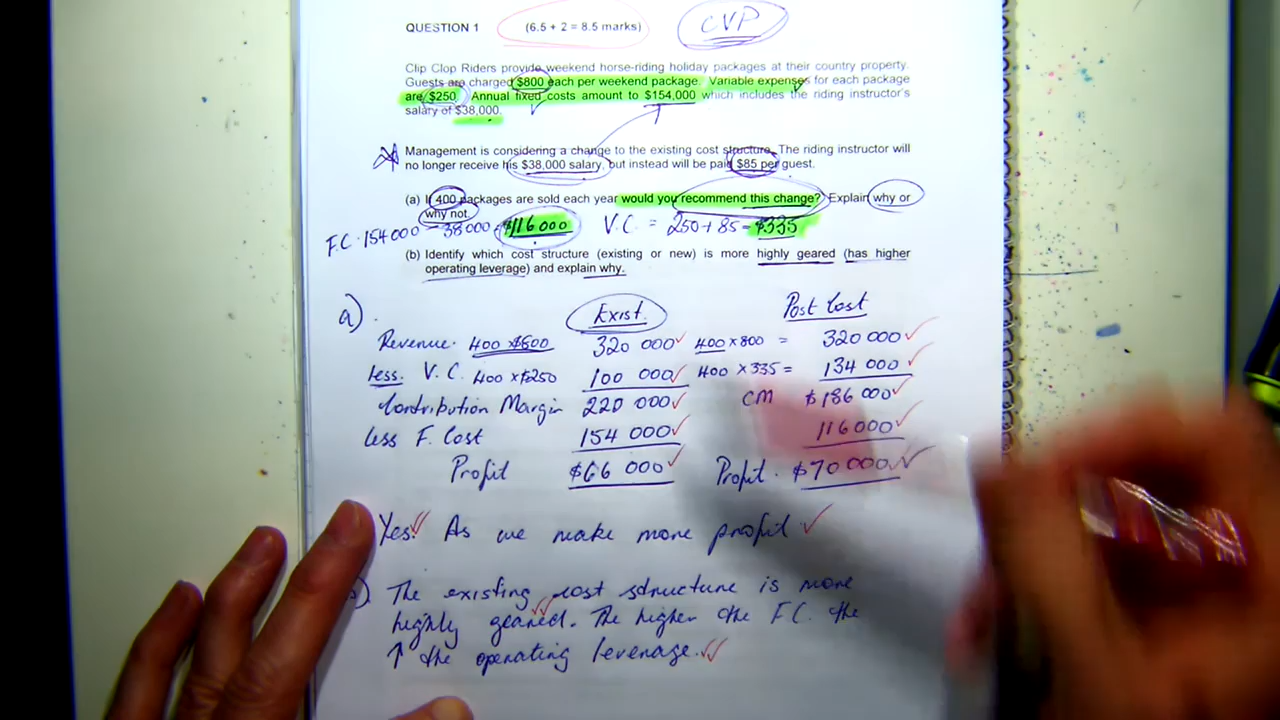 QUESTION 1 (6.5 + 2 = 8.5 marks) CVP
Clip Clop Riders provide weekend horse-riding holiday packages at their country property.
Guests are charged $800 each per weekend package. Variable expenses for each package
are $250. Annual fixed costs amount to $154,000 which includes the riding instructor's
salary of $38,000.
Management is considering a change to the existing cost structure. The riding instructor will
no longer receive his $38,000 salary, but instead will be paid $85 per guest.
(a) If 400 packages are sold each year would you recommend this change? Explain why or
why not.
F.C. 154000 - 38000 = $116 000 V.C. = 250 + 85 = $335
(b) Identify which cost structure (existing or new) is more highly geared (has higher
operating leverage) and explain why.
a) Exist. Post Cost
Revenue. 400 x $800 320 000 400 x 800 = 320 000
less. V.C. 400 x $250 100 000 400 x 335 = 134 000
Contribution Margin 220 000 CM $186 000
less F. Cost 154 000 116 000
Profit $66 000 Profit. $70 000
Yes! As we make more profit
) The existing cost structure is more
highly geared. The higher the F.C. the
↑ the operating leverage.